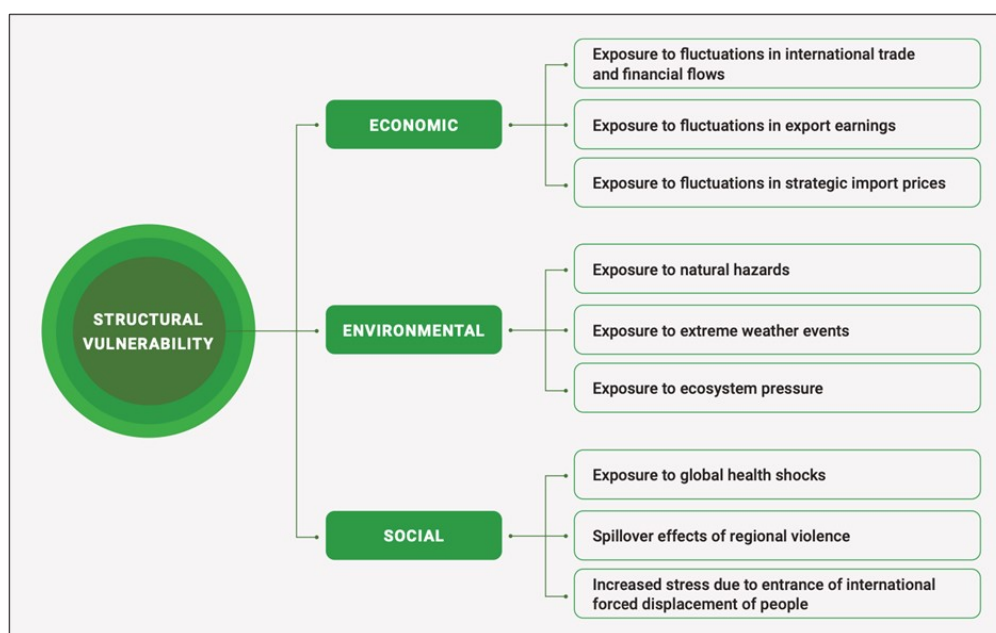 STRUCTURAL
VULNERABILITY
ECONOMIC
Exposure to fluctuations in international trade
and financial flows
Exposure to fluctuations in export earnings
Exposure to fluctuations in strategic import prices
ENVIRONMENTAL
Exposure to natural hazards
Exposure to extreme weather events
Exposure to ecosystem pressure
SOCIAL
Exposure to global health shocks
Spillover effects of regional violence
Increased stress due to entrance of international
forced displacement of people